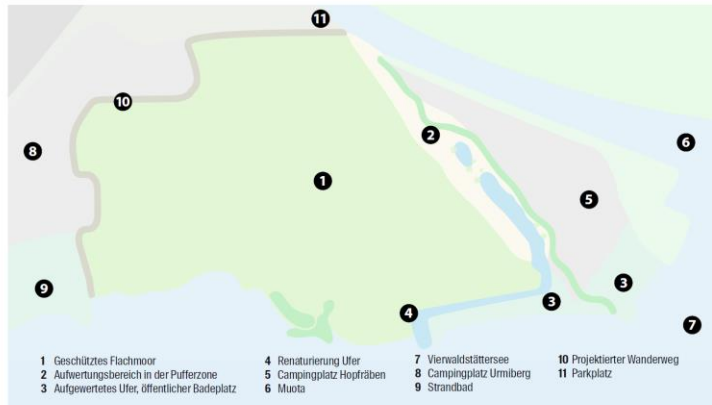 11
10
8
2
6
1
5
9
3
3
4
7
1 Geschütztes Flachmoor
2 Aufwertungsbereich in der Pufferzone
3 Aufgewertetes Ufer, öffentlicher Badeplatz
4 Renaturierung Ufer
5 Campingplatz Hopfräben
6 Muota
7 Vierwaldstättersee
8 Campingplatz Urmiberg
9 Strandbad
10 Projektierter Wanderweg
11 Parkplatz